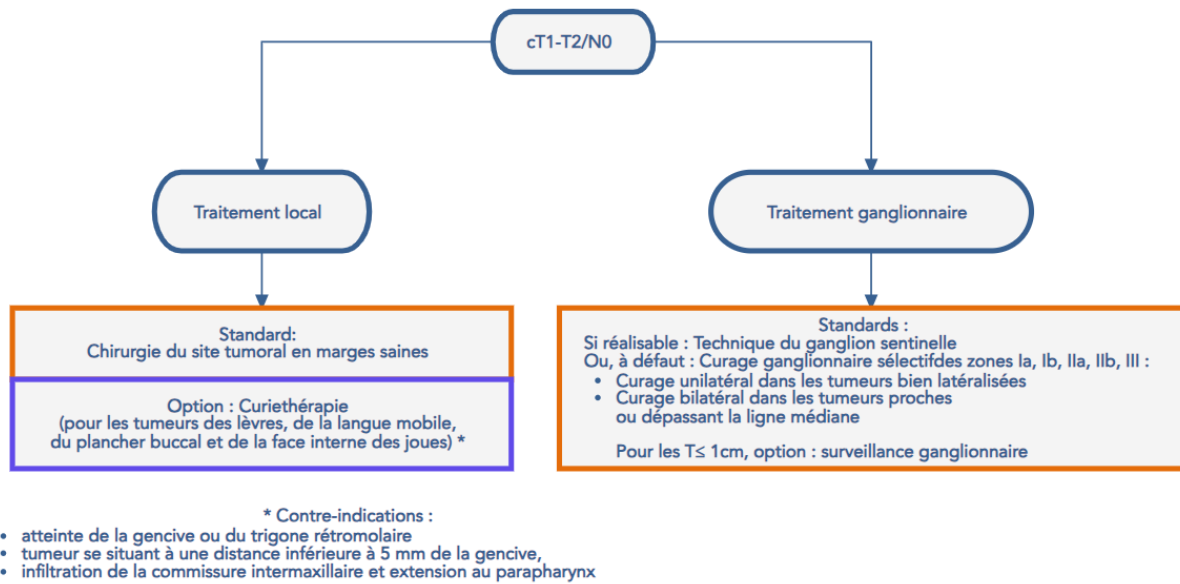 cT1-T2/N0
Traitement local
Traitement ganglionnaire
Standard:
Chirurgie du site tumoral en marges saines
Option : Curiethérapie
(pour les tumeurs des lèvres, de la langue mobile,
du plancher buccal et de la face interne des joues) *
Standards :
Si réalisable : Technique du ganglion sentinelle
Ou, à défaut : Curage ganglionnaire sélectifdes zones Ia, Ib, IIa, IIb, III :
• Curage unilatéral dans les tumeurs bien latéralisées
• Curage bilatéral dans les tumeurs proches
ou dépassant la ligne médiane
Pour les T≤ 1cm, option : surveillance ganglionnaire
* Contre-indications :
• atteinte de la gencive ou du trigone rétromolaire
• tumeur se situant à une distance inférieure à 5 mm de la gencive,
• infiltration de la commissure intermaxillaire et extension au parapharynx